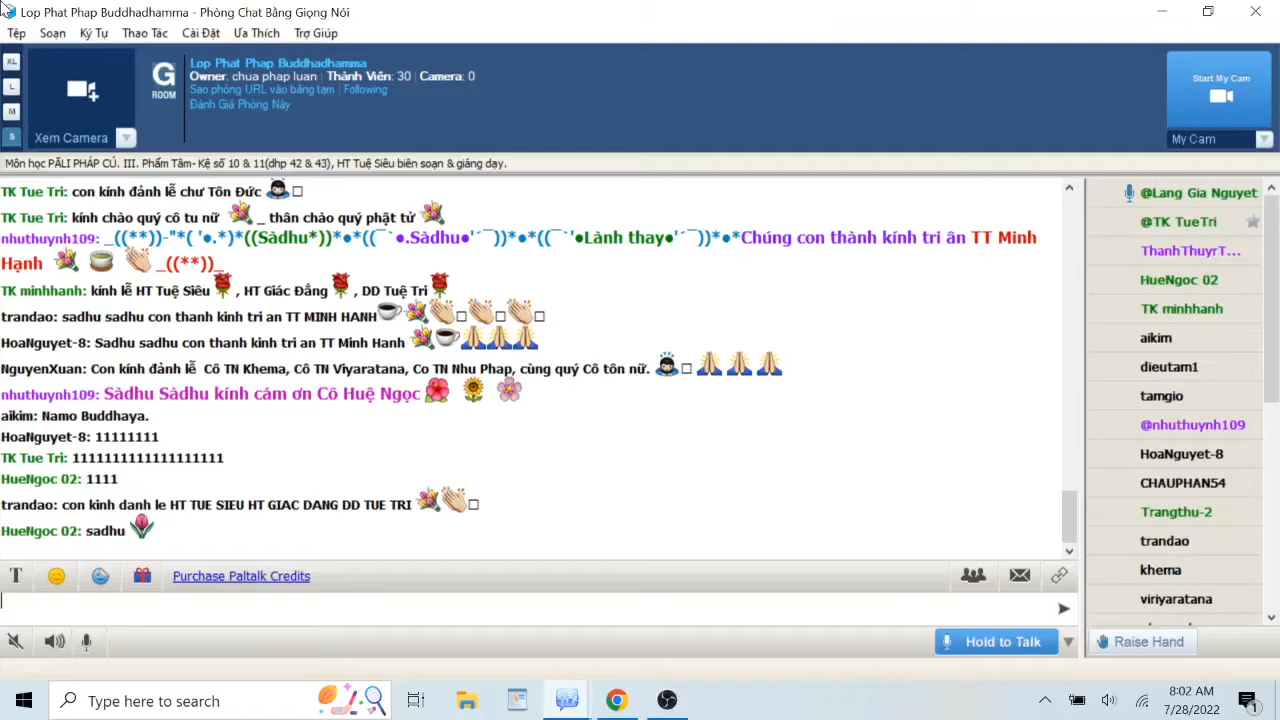 Lop Phat Phap Buddhadhamma - Phòng Chat Bằng Giọng Nói
Tệp Soạn Ký Tự Thao Tác Cài Đặt Ưa Thích Trợ Giúp
XL
L
M
S
Xem Camera
G
ROOM
Lop Phat Phap Buddhadhamma
Owner: chua phap luan | Thành Viên: 30 | Camera: 0
Sao phỏng URL vào bảng tạm | Following
Đánh Giá Phòng Này
Start My Cam
My Cam
Môn học PĀLI PHÁP CÚ. III. Phẩm Tâm- Kệ số 10 & 11(dhp 42 & 43), HT Tuệ Siêu biên soạn & giảng dạy.
TK Tue Tri: con kính đảnh lễ chư Tôn Đức
TK Tue Tri: kính chào quý cô tu nữ _ thân chào quý phật tử
nhuthuynh109: _((**))-"*( '●.*)*((Sàdhu*))*●*((¯`●.Sàdhu●'´¯))*●*((¯`'●Lành thay●'´¯))*●*Chúng con thành kính tri ân TT Minh
Hạnh _((**))_
TK minhhanh: kính lễ HT Tuệ Siêu , HT Giác Đẳng , DD Tuệ Tri
trandao: sadhu sadhu con thanh kinh tri an TT MINH HANH
HoaNguyet-8: Sadhu sadhu con thanh kinh tri an TT Minh Hanh
NguyenXuan: Con kính đảnh lễ Cô TN Khema, Cô TN Viyaratana, Co TN Nhu Phap, cùng quý Cô tôn nữ.
nhuthuynh109: Sàdhu Sàdhu kính cám ơn Cô Huệ Ngọc
aikim: Namo Buddhaya.
HoaNguyet-8: 11111111
TK Tue Tri: 1111111111111111111
HueNgoc 02: 1111
trandao: con kinh danh le HT TUE SIEU HT GIAC DANG DD TUE TRI
HueNgoc 02: sadhu
@Lang Gia Nguyet
@TK TueTri
ThanhThuyrT...
HueNgoc 02
TK minhhanh
aikim
dieutam1
tamgio
@nhuthuynh109
HoaNguyet-8
CHAUPHAN54
Trangthu-2
trandao
khema
viriyaratana
T Purchase Paltalk Credits
Hold to Talk
Raise Hand
Type here to search
8:02 AM
7/28/2022
1